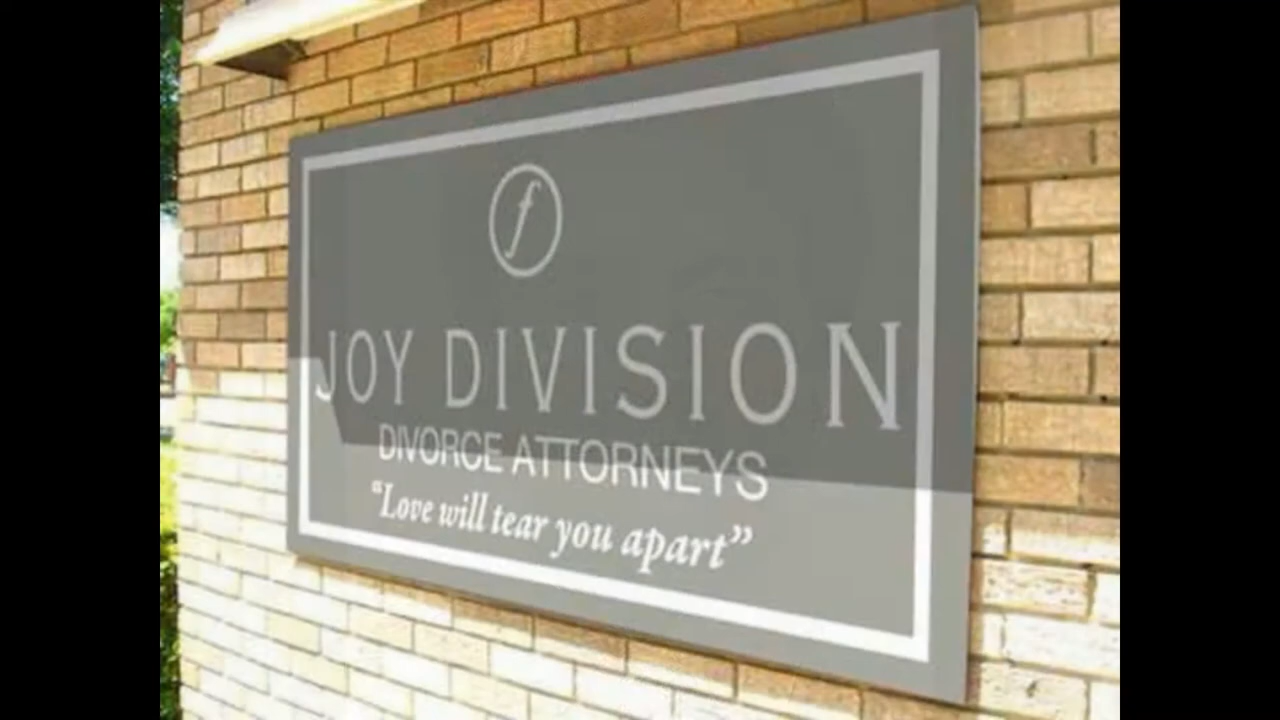 f
JOY DIVISION
DIVORCE ATTORNEYS
“Love will tear you apart”